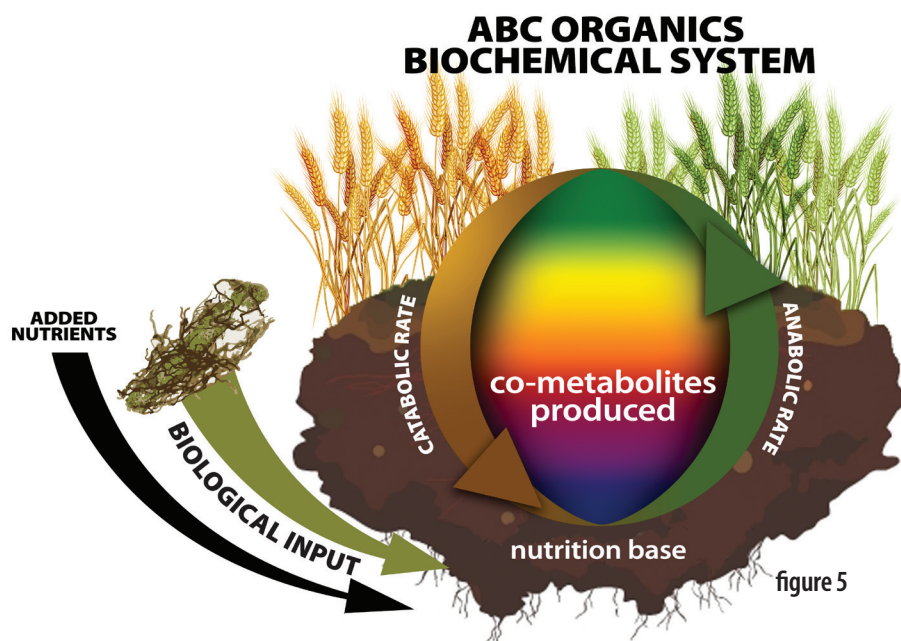 ABC ORGANICS
BIOCHEMICAL SYSTEM
ADDED
NUTRIENTS
BIOLOGICAL INPUT
CATABOLIC RATE
co-metabolites
produced
ANABOLIC RATE
nutrition base
figure 5